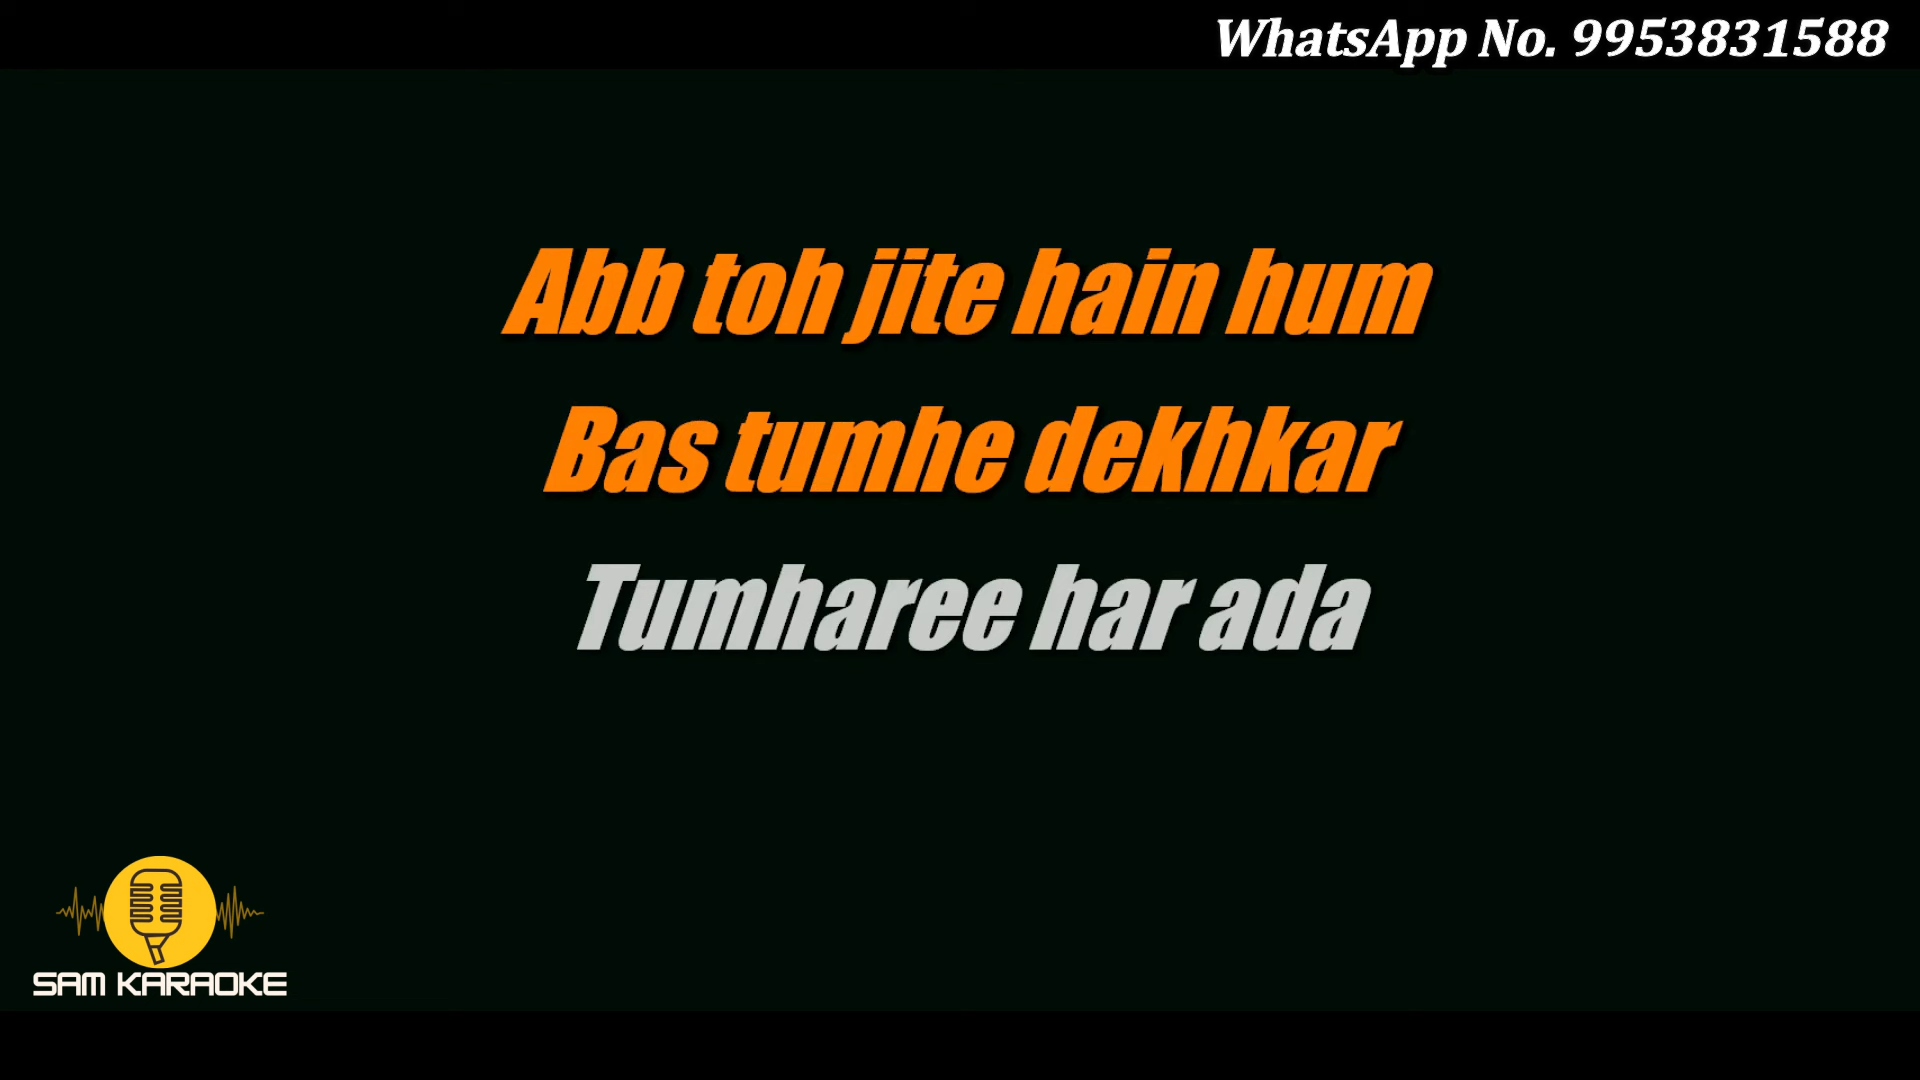 WhatsApp No. 9953831588
Abb toh jite hain hum
Bas tumhe dekhkar
Tumharee har ada
SAM KARAOKE